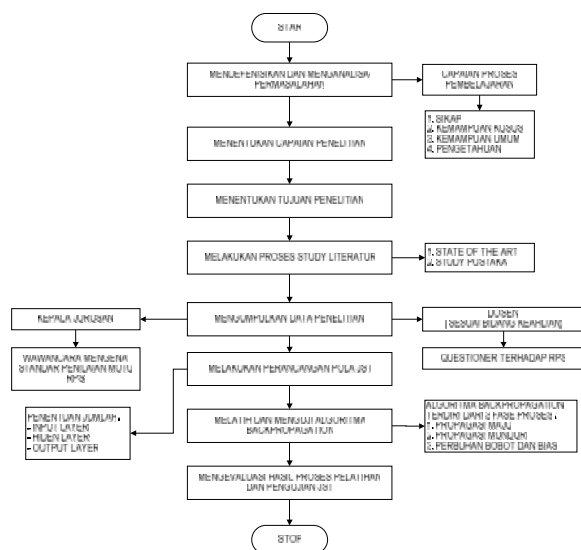 STAR
MENDEFENISIKAN DAN MENGANALISA
PERMASALAHAN
CAPAIAN PROSES
PEMBELAJARAN
1. SIKAP
2. KEMAMPUAN KUSUS
3. KEMAMPUAN UMUM
4. PENGETAHUAN
MENENTUKAN CAPAIAN PENELITIAN
MENENTUKAN TUJUAN PENELITIAN
MELAKUKAN PROSES STUDY LITERATUR
1. STATE OF THE ART
2. STUDY PUSTAKA
KEPALA JURUSAN
MENGUMPULKAN DATA PENELITIAN
DOSEN
(SESUAI BIDANG KEAHLIAN)
WAWANCARA MENGENA
STANDAR PENILAIAN MUTU
RPS
MELAKUKAN PERANCANGAN POLA JST
QUESTIONER TERHADAP RPS
PENENTUAN JUMLAH :
- INPUT LAYER
- HIDEN LAYER
- OUTPUT LAYER
MELATIH DAN MENGUJI ALGORITMA
BACKPROPAGATION
ALGORITMA BACKPROPAGATION
TERDIRI DARI 3 FASE PROSES :
1. PROPAGASI MAJU
2. PROPAGASI MUNDUR
3. PERBUHAN BOBOT DAN BIAS
MENGEVALUASI HASIL PROSES PELATIHAN
DAN PENGUJIAN JST
STOP